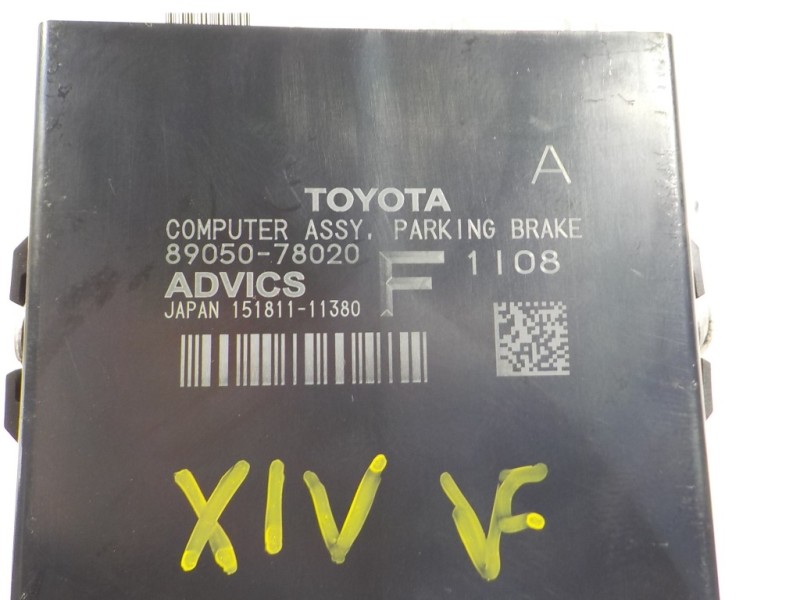 A
TOYOTA
COMPUTER ASSY, PARKING BRAKE
89050-78020 F 1108
ADVICS
JAPAN 151811-11380
XIV VF